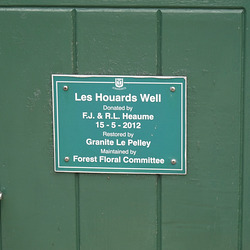 Les Houards Well
Donated by
F.J. & R.L. Heaume
15 - 5 - 2012
Restored by
Granite Le Pelley
Maintained by
Forest Floral Committee